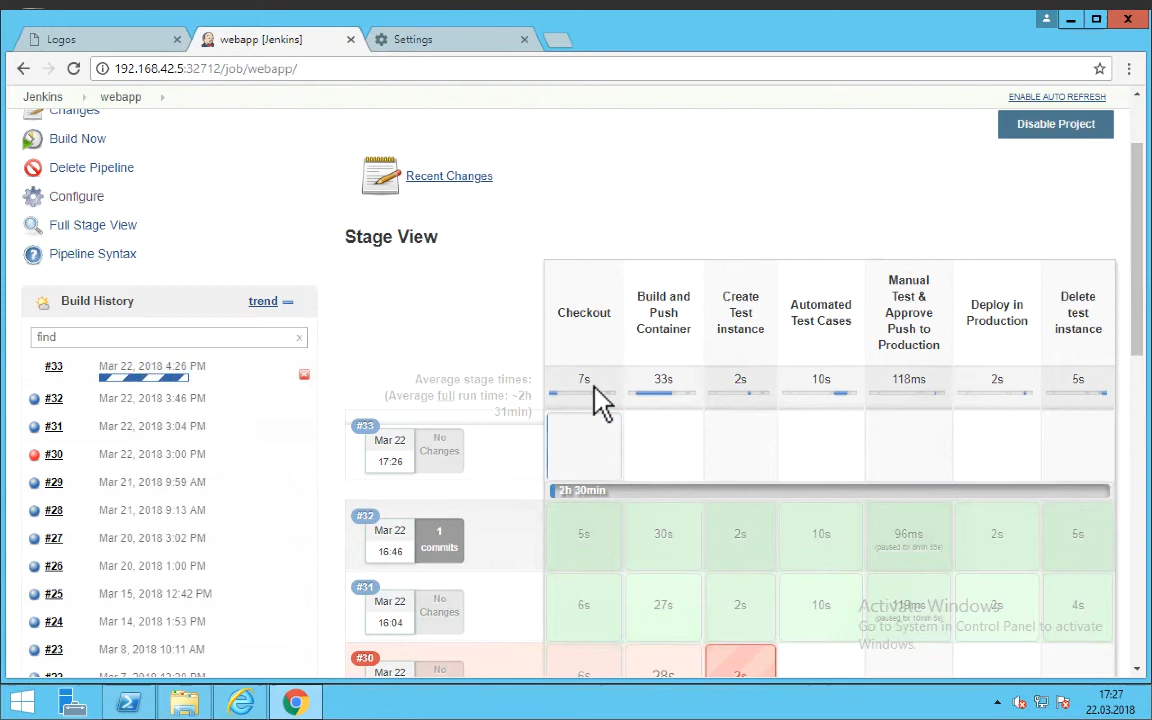 Logos
webapp [Jenkins]
Settings
192.168.42.5:32712/job/webapp/
Jenkins
webapp
ENABLE AUTO REFRESH
Changes
Disable Project
Build Now
Delete Pipeline
Configure
Full Stage View
Pipeline Syntax
Recent Changes
Stage View
Build History
trend
find
x
#33 Mar 22, 2018 4:26 PM
#32 Mar 22, 2018 3:46 PM
#31 Mar 22, 2018 3:04 PM
#30 Mar 22, 2018 3:00 PM
#29 Mar 21, 2018 9:59 AM
#28 Mar 21, 2018 9:13 AM
#27 Mar 20, 2018 3:02 PM
#26 Mar 20, 2018 1:00 PM
#25 Mar 15, 2018 12:42 PM
#24 Mar 14, 2018 1:53 PM
#23 Mar 8, 2018 10:11 AM
Checkout
Build and
Push
Container
Create
Test
instance
Automated
Test Cases
Manual
Test &
Approve
Push to
Production
Deploy in
Production
Delete
test
instance
Average stage times:
(Average full run time: ~2h
31min)
7s 33s 2s 10s 118ms 2s 5s
#33
Mar 22
17:26
No
Changes
2h 30min
#32
Mar 22
16:46
1
commits
5s 30s 2s 10s 96ms 2s 5s
#31
Mar 22
16:04
No
Changes
6s 27s 2s 10s 119ms 2s 4s
#30
Mar 22
No
6s 28s 3s
Activate Windows
Go to System in Control Panel to activate
Windows.
17:27
22.03.2018